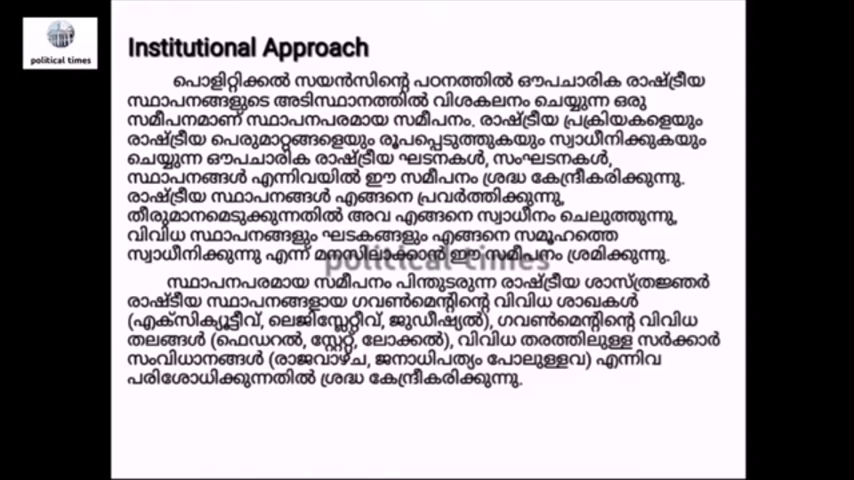 political times
Institutional Approach
പൊളിറ്റിക്കൽ സയൻസിന്റെ പഠനത്തിൽ ഔപചാരിക രാഷ്ട്രീയ
സ്ഥാപനങ്ങളുടെ അടിസ്ഥാനത്തിൽ വിശകലനം ചെയ്യുന്ന ഒരു
സമീപനമാണ് സ്ഥാപനപരമായ സമീപനം. രാഷ്ട്രീയ പ്രക്രിയകളെയും
രാഷ്ട്രീയ പെരുമാറ്റങ്ങളെയും രൂപപ്പെടുത്തുകയും സ്വാധീനിക്കുകയും
ചെയ്യുന്ന ഔപചാരിക രാഷ്ട്രീയ ഘടനകൾ, സംഘടനകൾ,
സ്ഥാപനങ്ങൾ എന്നിവയിൽ ഈ സമീപനം ശ്രദ്ധ കേന്ദ്രീകരിക്കുന്നു.
രാഷ്ട്രീയ സ്ഥാപനങ്ങൾ എങ്ങനെ പ്രവർത്തിക്കുന്നു,
തീരുമാനമെടുക്കുന്നതിൽ അവ എങ്ങനെ സ്വാധീനം ചെലുത്തുന്നു,
വിവിധ സ്ഥാപനങ്ങളും ഘടകങ്ങളും എങ്ങനെ സമൂഹത്തെ
സ്വാധീനിക്കുന്നു എന്ന് മനസിലാക്കാൻ ഈ സമീപനം ശ്രമിക്കുന്നു.
political times
സ്ഥാപനപരമായ സമീപനം പിന്തുടരുന്ന രാഷ്ട്രീയ ശാസ്ത്രജ്ഞർ
രാഷ്ടീയ സ്ഥാപനങ്ങളായ ഗവൺമെന്റിന്റെ വിവിധ ശാഖകൾ
(എക്സിക്യൂട്ടീവ്, ലെജിസ്ലേറ്റീവ്, ജുഡീഷ്യൽ), ഗവൺമെന്റിന്റെ വിവിധ
തലങ്ങൾ (ഫെഡറൽ, സ്റ്റേറ്റ്, ലോക്കൽ), വിവിധ തരത്തിലുള്ള സർക്കാർ
സംവിധാനങ്ങൾ (രാജവാഴ്ച, ജനാധിപത്യം പോലുള്ളവ) എന്നിവ
പരിശോധിക്കുന്നതിൽ ശ്രദ്ധ കേന്ദ്രീകരിക്കുന്നു.